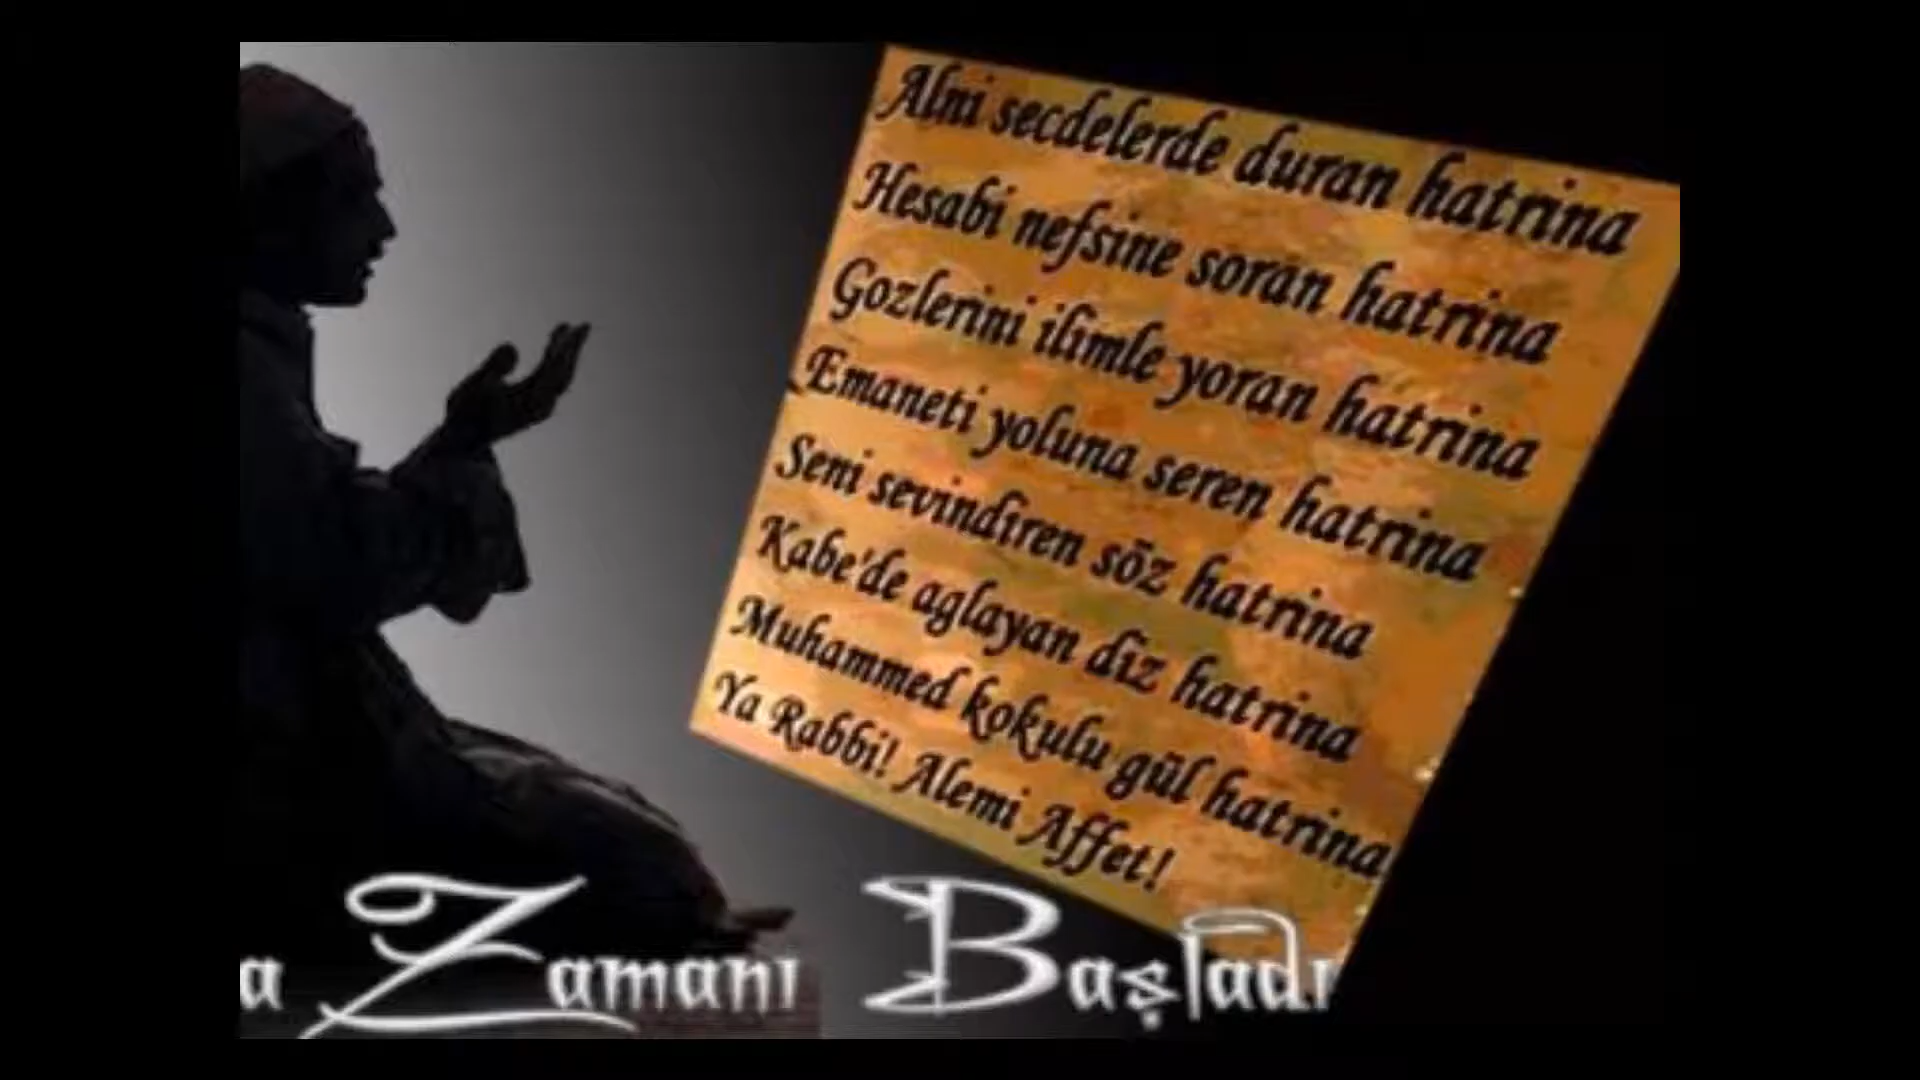 Alni secdelerde duran hatrina
Hesabi nefsine soran hatrina
Gozlerini ilimle yoran hatrina
Emaneti yoluna seren hatrina
Seni sevindiren söz hatrina
Kabe'de aglayan diz hatrina
Muhammed kokulu gül hatrina
Ya Rabbi! Alemi Affet!
a Zamanı Başladı